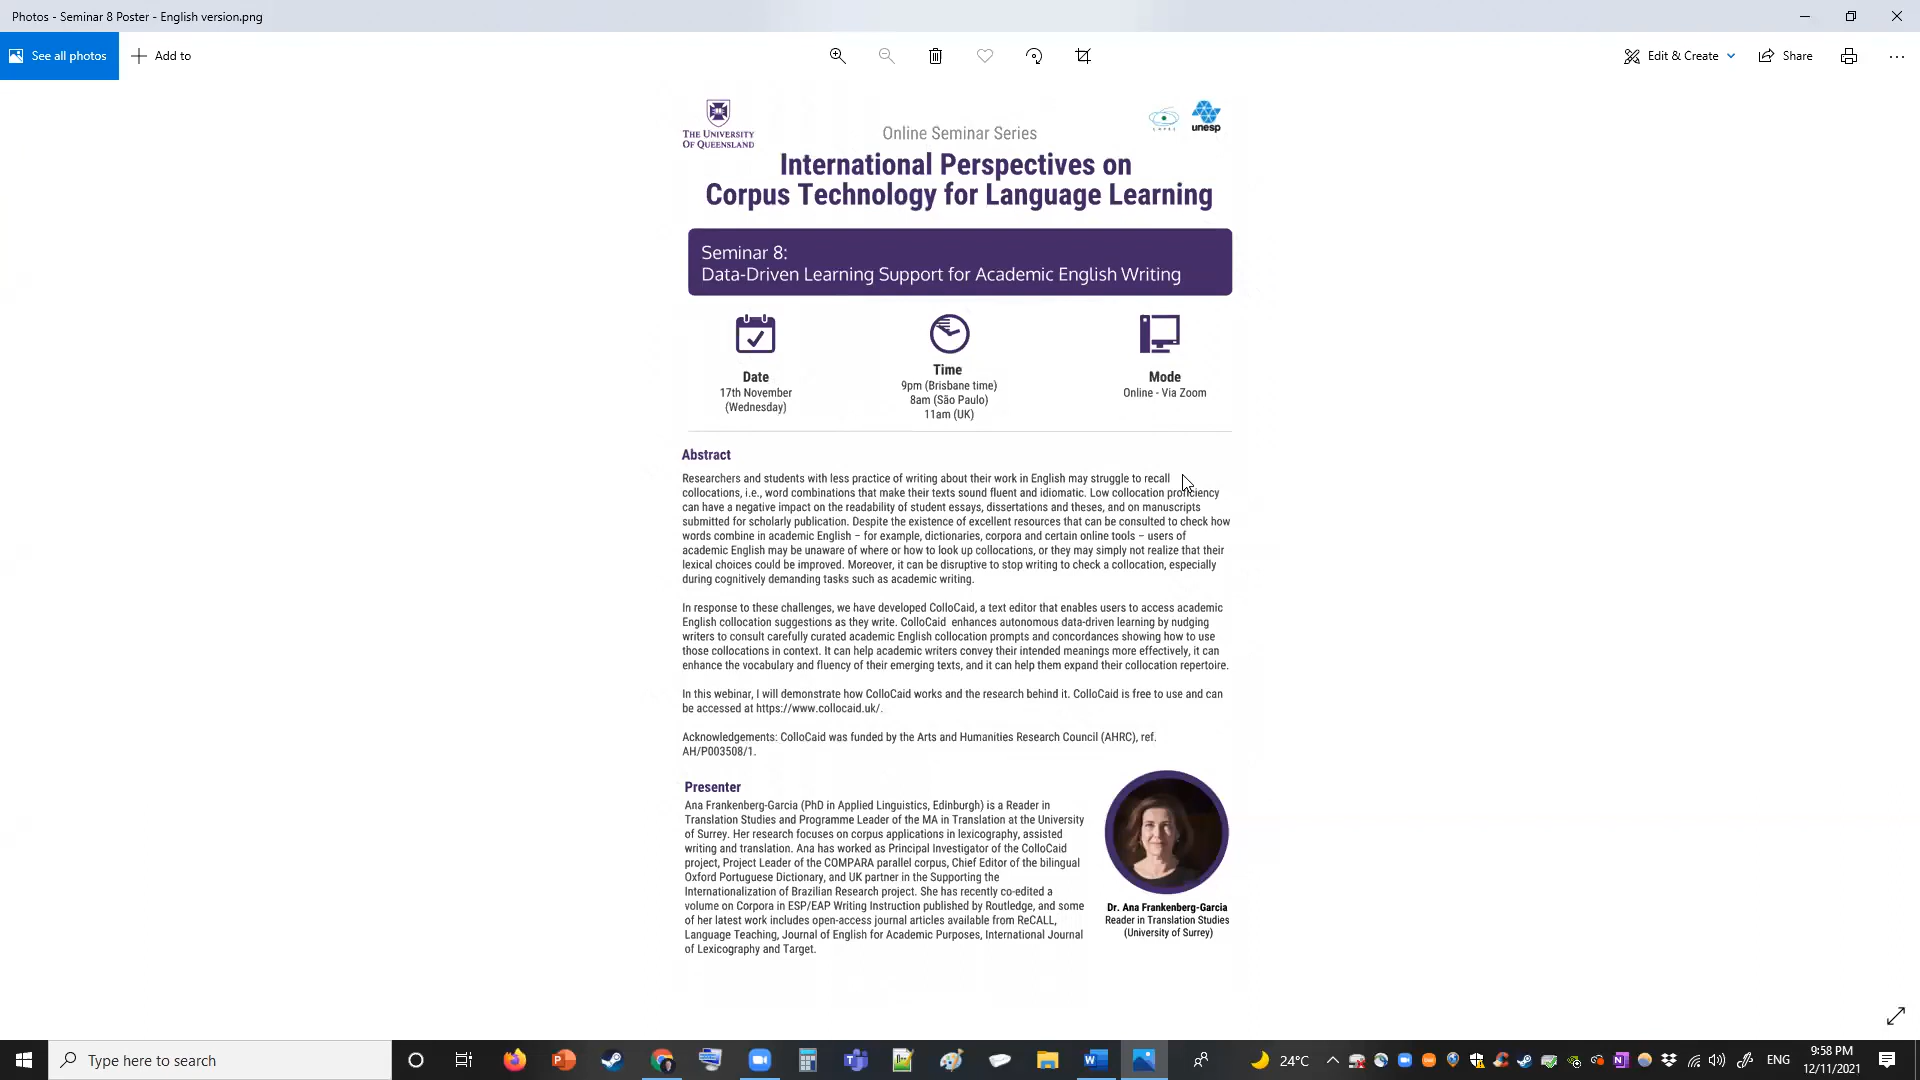 Photos - Seminar 8 Poster - English version.png
See all photos
Add to
Edit & Create
Share
THE UNIVERSITY
OF QUEENSLAND
unesp
Online Seminar Series
International Perspectives on
Corpus Technology for Language Learning
Seminar 8:
Data-Driven Learning Support for Academic English Writing
Date
17th November
(Wednesday)
Time
9pm (Brisbane time)
8am (São Paulo)
11am (UK)
Mode
Online - Via Zoom
Abstract
Researchers and students with less practice of writing about their work in English may struggle to recall
collocations, i.e., word combinations that make their texts sound fluent and idiomatic. Low collocation proficiency
can have a negative impact on the readability of student essays, dissertations and theses, and on manuscripts
submitted for scholarly publication. Despite the existence of excellent resources that can be consulted to check how
words combine in academic English – for example, dictionaries, corpora and certain online tools – users of
academic English may be unaware of where or how to look up collocations, or they may simply not realize that their
lexical choices could be improved. Moreover, it can be disruptive to stop writing to check a collocation, especially
during cognitively demanding tasks such as academic writing.
In response to these challenges, we have developed ColloCaid, a text editor that enables users to access academic
English collocation suggestions as they write. ColloCaid enhances autonomous data-driven learning by nudging
writers to consult carefully curated academic English collocation prompts and concordances showing how to use
those collocations in context. It can help academic writers convey their intended meanings more effectively, it can
enhance the vocabulary and fluency of their emerging texts, and it can help them expand their collocation repertoire.
In this webinar, I will demonstrate how ColloCaid works and the research behind it. ColloCaid is free to use and can
be accessed at https://www.collocaid.uk/.
Acknowledgements: ColloCaid was funded by the Arts and Humanities Research Council (AHRC), ref.
AH/P003508/1.
Presenter
Ana Frankenberg-Garcia (PhD in Applied Linguistics, Edinburgh) is a Reader in
Translation Studies and Programme Leader of the MA in Translation at the University
of Surrey. Her research focuses on corpus applications in lexicography, assisted
writing and translation. Ana has worked as Principal Investigator of the ColloCaid
project, Project Leader of the COMPARA parallel corpus, Chief Editor of the bilingual
Oxford Portuguese Dictionary, and UK partner in the Supporting the
Internationalization of Brazilian Research project. She has recently co-edited a
volume on Corpora in ESP/EAP Writing Instruction published by Routledge, and some
of her latest work includes open-access journal articles available from ReCALL,
Language Teaching, Journal of English for Academic Purposes, International Journal
of Lexicography and Target.
Dr. Ana Frankenberg-Garcia
Reader in Translation Studies
(University of Surrey)
Type here to search
24°C
ENG
9:58 PM
12/11/2021